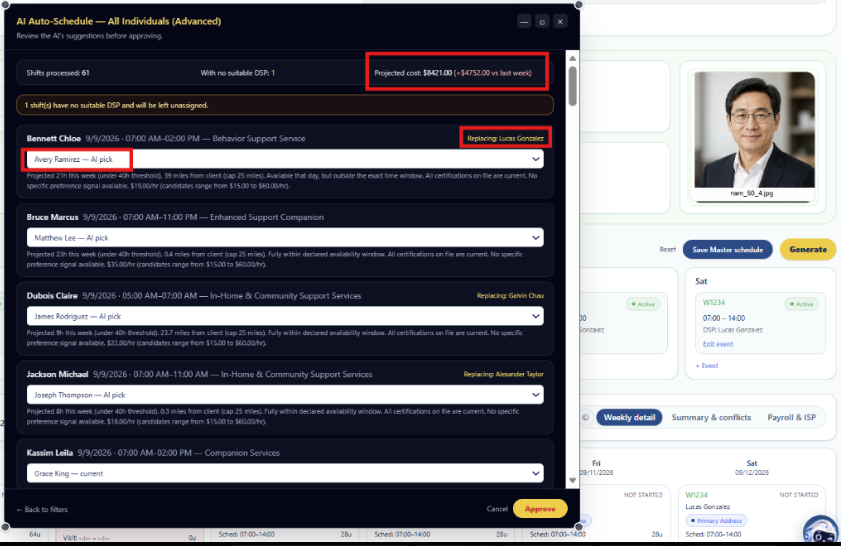 AI Auto-Schedule — All Individuals (Advanced)
Review the AI's suggestions before approving.
Shifts processed: 61
With no suitable DSP: 1
Projected cost: $8421.00 (+$4752.00 vs last week)
1 shift(s) have no suitable DSP and will be left unassigned.
Bennett Chloe 9/9/2026 · 07:00 AM–02:00 PM — Behavior Support Service
Replacing: Lucas Gonzalez
Avery Ramirez — AI pick
Projected 21h this week (under 40h threshold), 39 miles from client (cap 25 miles). Available that day, but outside the exact time window. All certifications on file are current. No
specific preference signal available. $19.00/hr (candidates range from $15.00 to $60.00/hr).
Bruce Marcus 9/9/2026 · 07:00 AM–11:00 PM — Enhanced Support Companion
Matthew Lee — AI pick
Projected 23h this week (under 40h threshold), 0.4 miles from client (cap 25 miles). Fully within declared availability window. All certifications on file are current. No specific
preference signal available. $35.00/hr (candidates range from $15.00 to $60.00/hr).
Dubois Claire 9/9/2026 · 05:00 AM–07:00 AM — In-Home & Community Support Services
Replacing: Galvin Chau
James Rodriguez — AI pick
Projected 9h this week (under 40h threshold), 23.7 miles from client (cap 25 miles). Fully within declared availability window. All certifications on file are current. No specific
preference signal available. $22.00/hr (candidates range from $15.00 to $60.00/hr).
Jackson Michael 9/9/2026 · 07:00 AM–11:00 AM — In-Home & Community Support Services
Replacing: Alexander Taylor
Joseph Thompson — AI pick
Projected 8h this week (under 40h threshold), 0.3 miles from client (cap 25 miles). Fully within declared availability window. All certifications on file are current. No specific
preference signal available. $18.00/hr (candidates range from $15.00 to $60.00/hr).
Kassim Leila 9/9/2026 · 07:00 AM–02:00 PM — Companion Services
Grace King — current
← Back to filters
Cancel
Approve
nam_50_4.jpg
Reset
Save Master schedule
Generate
Active
Sat
W1234
Active
07:00 – 14:00
DSP: Lucas Gonzalez
Edit event
+ Event
Weekly detail
Summary & conflicts
Payroll & ISP
Fri
09/11/2026
Sat
09/12/2026
NOT STARTED
W1234
NOT STARTED
Lucas Gonzalez
Primary Address
64u
Visit: --:-- – --:--
0u
Sched: 07:00–14:00
28u
Sched: 07:00–14:00
28u
Sched: 07:00–14:00
28u
Sched: 07:00–14:00
28u